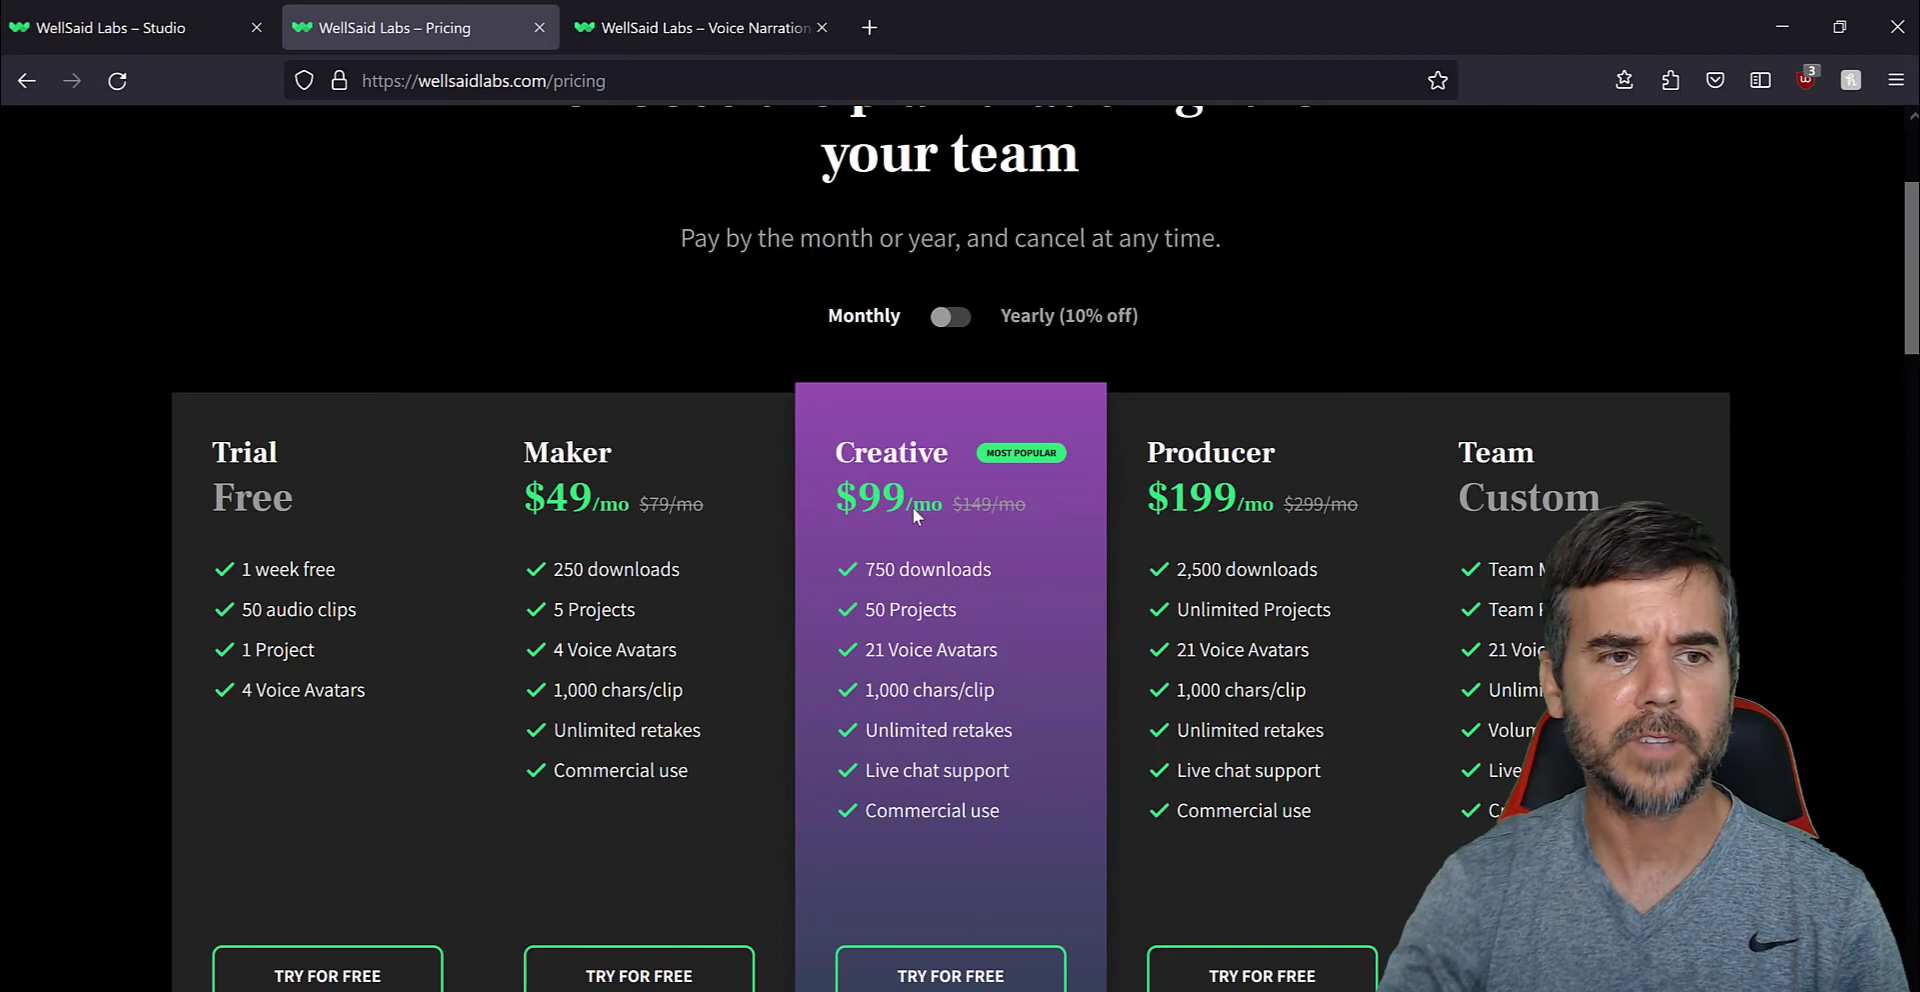 WellSaid Labs – Studio
WellSaid Labs – Pricing
WellSaid Labs – Voice Narration
https://wellsaidlabs.com/pricing
3
your team
Pay by the month or year, and cancel at any time.
Monthly
Yearly (10% off)
Trial
Free
1 week free
50 audio clips
1 Project
4 Voice Avatars
TRY FOR FREE
Maker
$49/mo $79/mo
250 downloads
5 Projects
4 Voice Avatars
1,000 chars/clip
Unlimited retakes
Commercial use
TRY FOR FREE
Creative
MOST POPULAR
$99/mo $149/mo
750 downloads
50 Projects
21 Voice Avatars
1,000 chars/clip
Unlimited retakes
Live chat support
Commercial use
TRY FOR FREE
Producer
$199/mo $299/mo
2,500 downloads
Unlimited Projects
21 Voice Avatars
1,000 chars/clip
Unlimited retakes
Live chat support
Commercial use
TRY FOR FREE
Team
Custom
Team
Team
21
Live